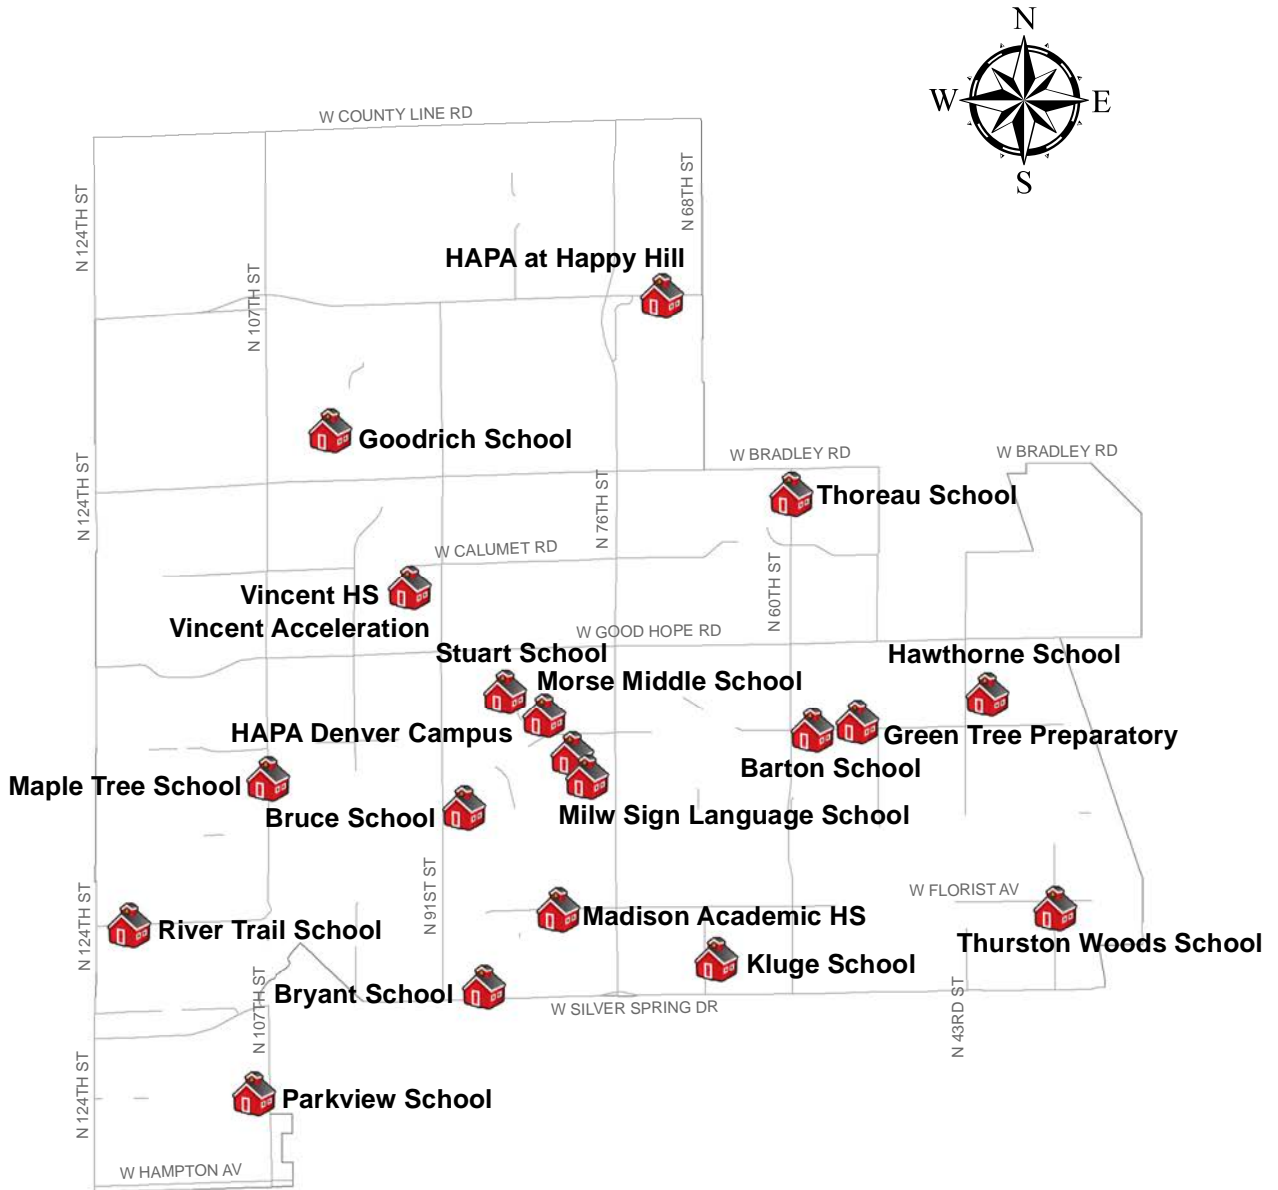 N
W
E
S
W COUNTY LINE RD
N 124TH ST
N 68TH ST
HAPA at Happy Hill
N 107TH ST
Goodrich School
W BRADLEY RD
W BRADLEY RD
N 124TH ST
N 76TH ST
Thoreau School
W CALUMET RD
N 60TH ST
Vincent HS
Vincent Acceleration
W GOOD HOPE RD
Stuart School
Hawthorne School
Morse Middle School
HAPA Denver Campus
Green Tree Preparatory
Barton School
Maple Tree School
Bruce School
Milw Sign Language School
N 124TH ST
N 91ST ST
W FLORIST AV
Madison Academic HS
River Trail School
Thurston Woods School
Kluge School
Bryant School
N 107TH ST
W SILVER SPRING DR
N 43RD ST
N 124TH ST
Parkview School
W HAMPTON AV